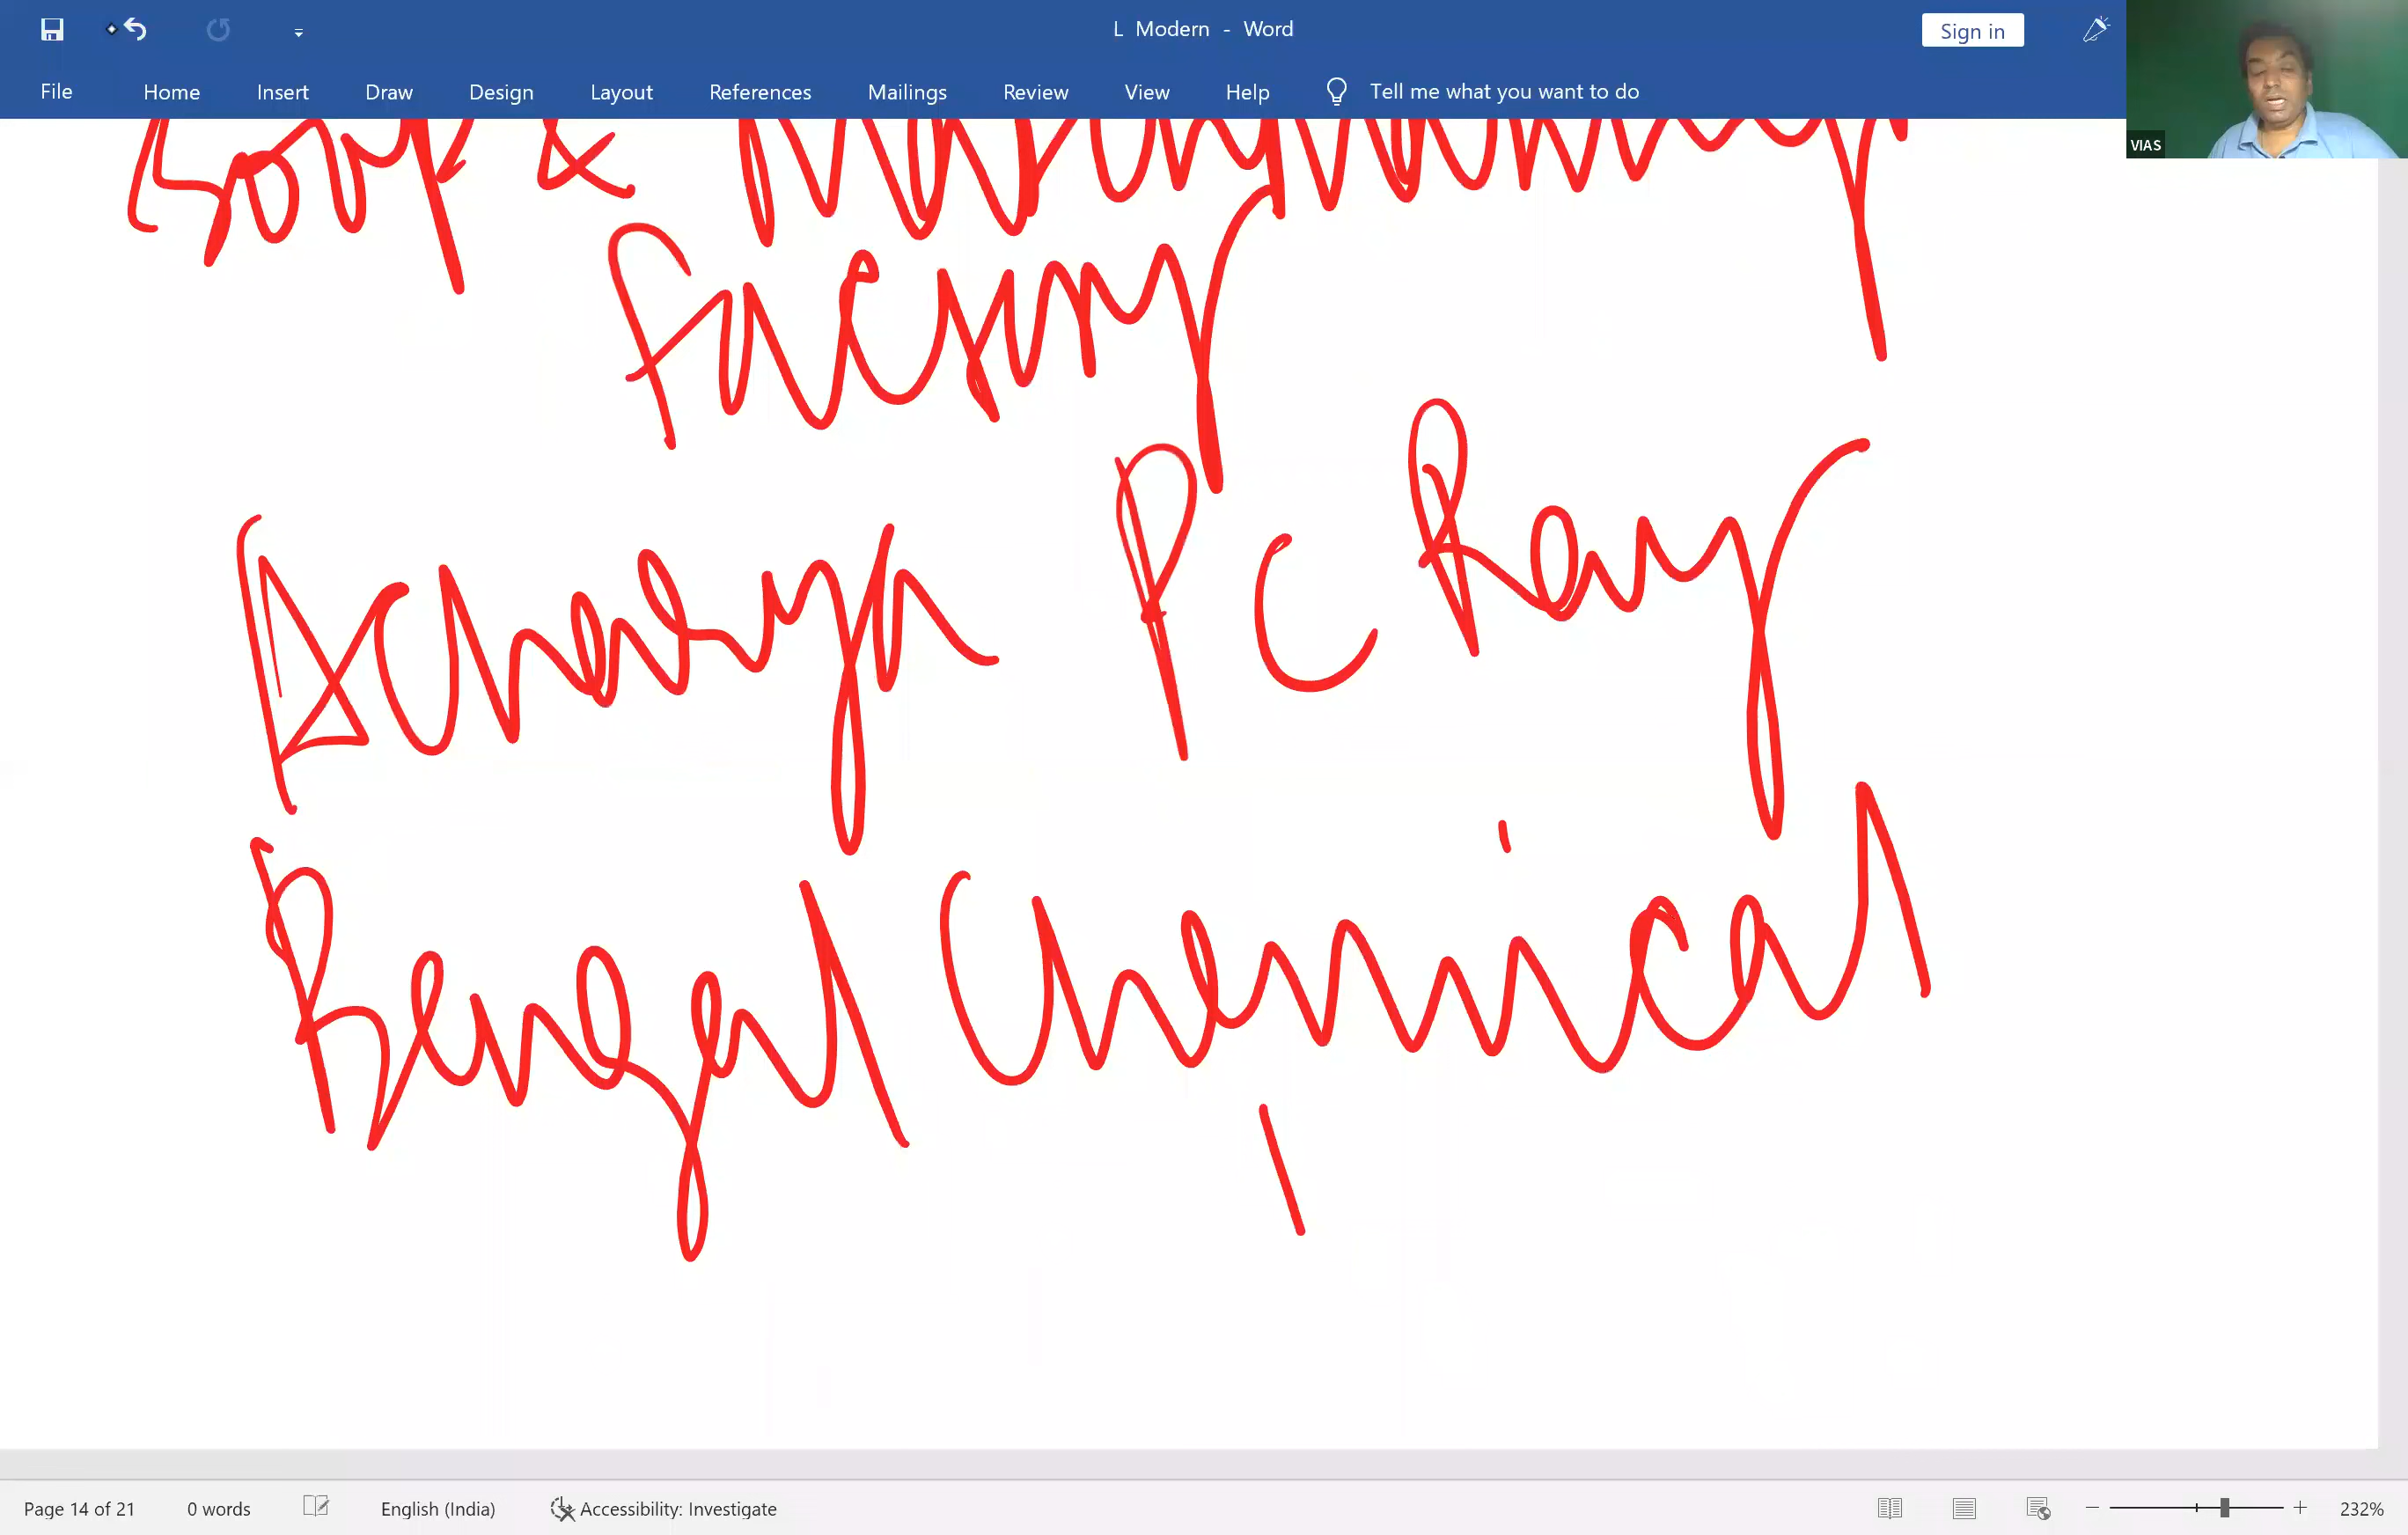 L Modern - Word
Sign in
File Home Insert Draw Design Layout References Mailings Review View Help Tell me what you want to do
VIAS
Soap &
Factory
Acharya PC Ray
Bengal Chemical
Page 14 of 21 0 words English (India) Accessibility: Investigate 232%